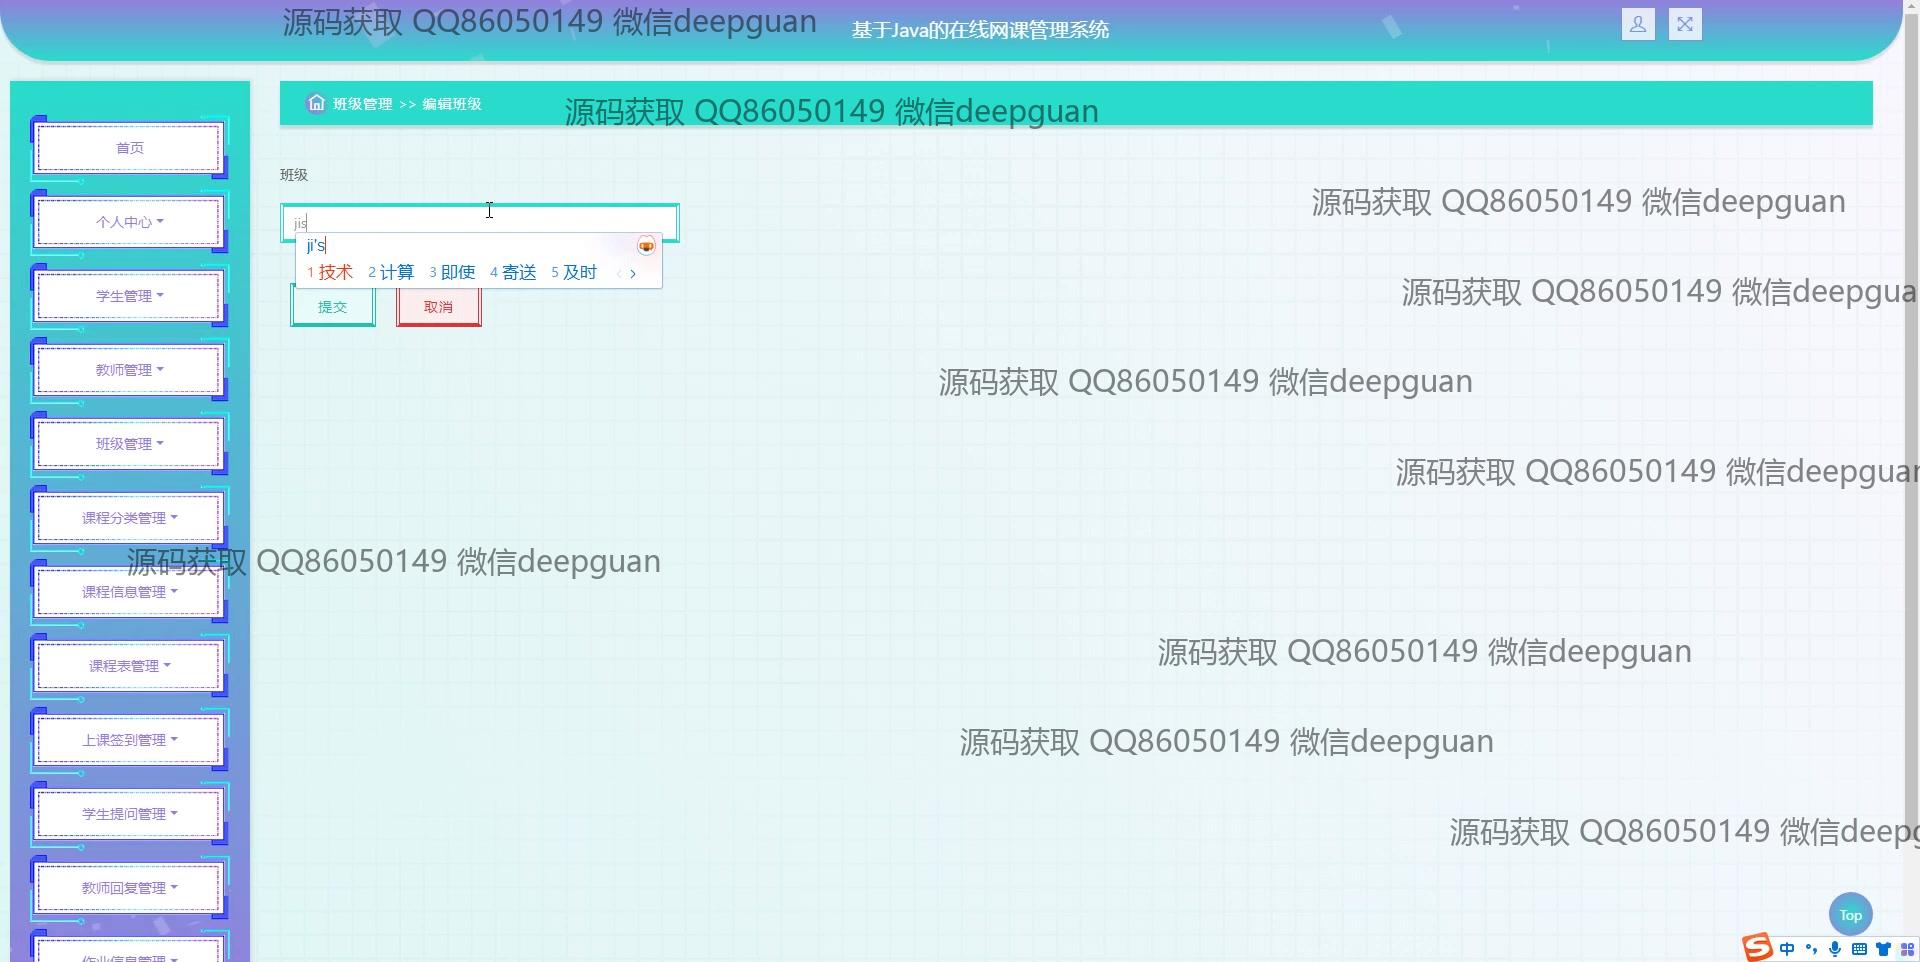 源码获取 QQ86050149 微信deepguan
基于Java的在线网课管理系统
班级管理 >> 编辑班级
源码获取 QQ86050149 微信deepguan
首页
班级
源码获取 QQ86050149 微信deepguan
个人中心
jis
ji's
1 技术 2 计算 3 即使 4 寄送 5 及时
学生管理
源码获取 QQ86050149 微信deepgua
提交
取消
教师管理
源码获取 QQ86050149 微信deepguan
班级管理
源码获取 QQ86050149 微信deepguan
课程分类管理
源码获取 QQ86050149 微信deepguan
课程信息管理
源码获取 QQ86050149 微信deepguan
课程表管理
上课签到管理
源码获取 QQ86050149 微信deepguan
学生提问管理
源码获取 QQ86050149 微信deepg
教师回复管理
Top
作业信息管理
中